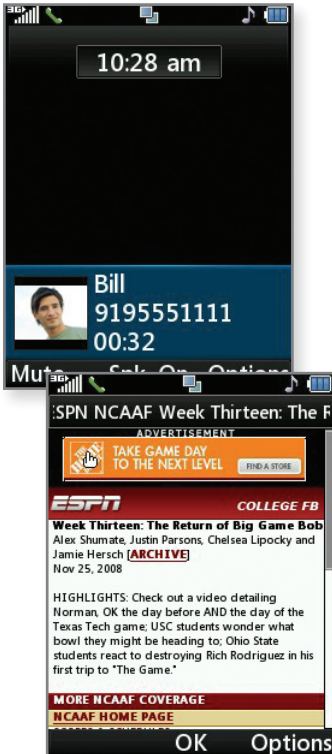 3G
10:28 am
Bill
9195551111
00:32
Mute Spk On Options
3G
ESPN NCAAF Week Thirteen: The R
ADVERTISEMENT
TAKE GAME DAY
TO THE NEXT LEVEL
FIND A STORE
ESPN
COLLEGE FB
Week Thirteen: The Return of Big Game Bob
Alex Shumate, Justin Parsons, Chelsea Lipocky and
Jamie Hersch [ARCHIVE]
Nov 25, 2008
HIGHLIGHTS: Check out a video detailing
Norman, OK the day before AND the day of the
Texas Tech game; USC students wonder what
bowl they might be heading to; Ohio State
students react to destroying Rich Rodriguez in his
first trip to "The Game."
MORE NCAAF COVERAGE
NCAAF HOME PAGE
SCORES & SCHEDULES
OK Options